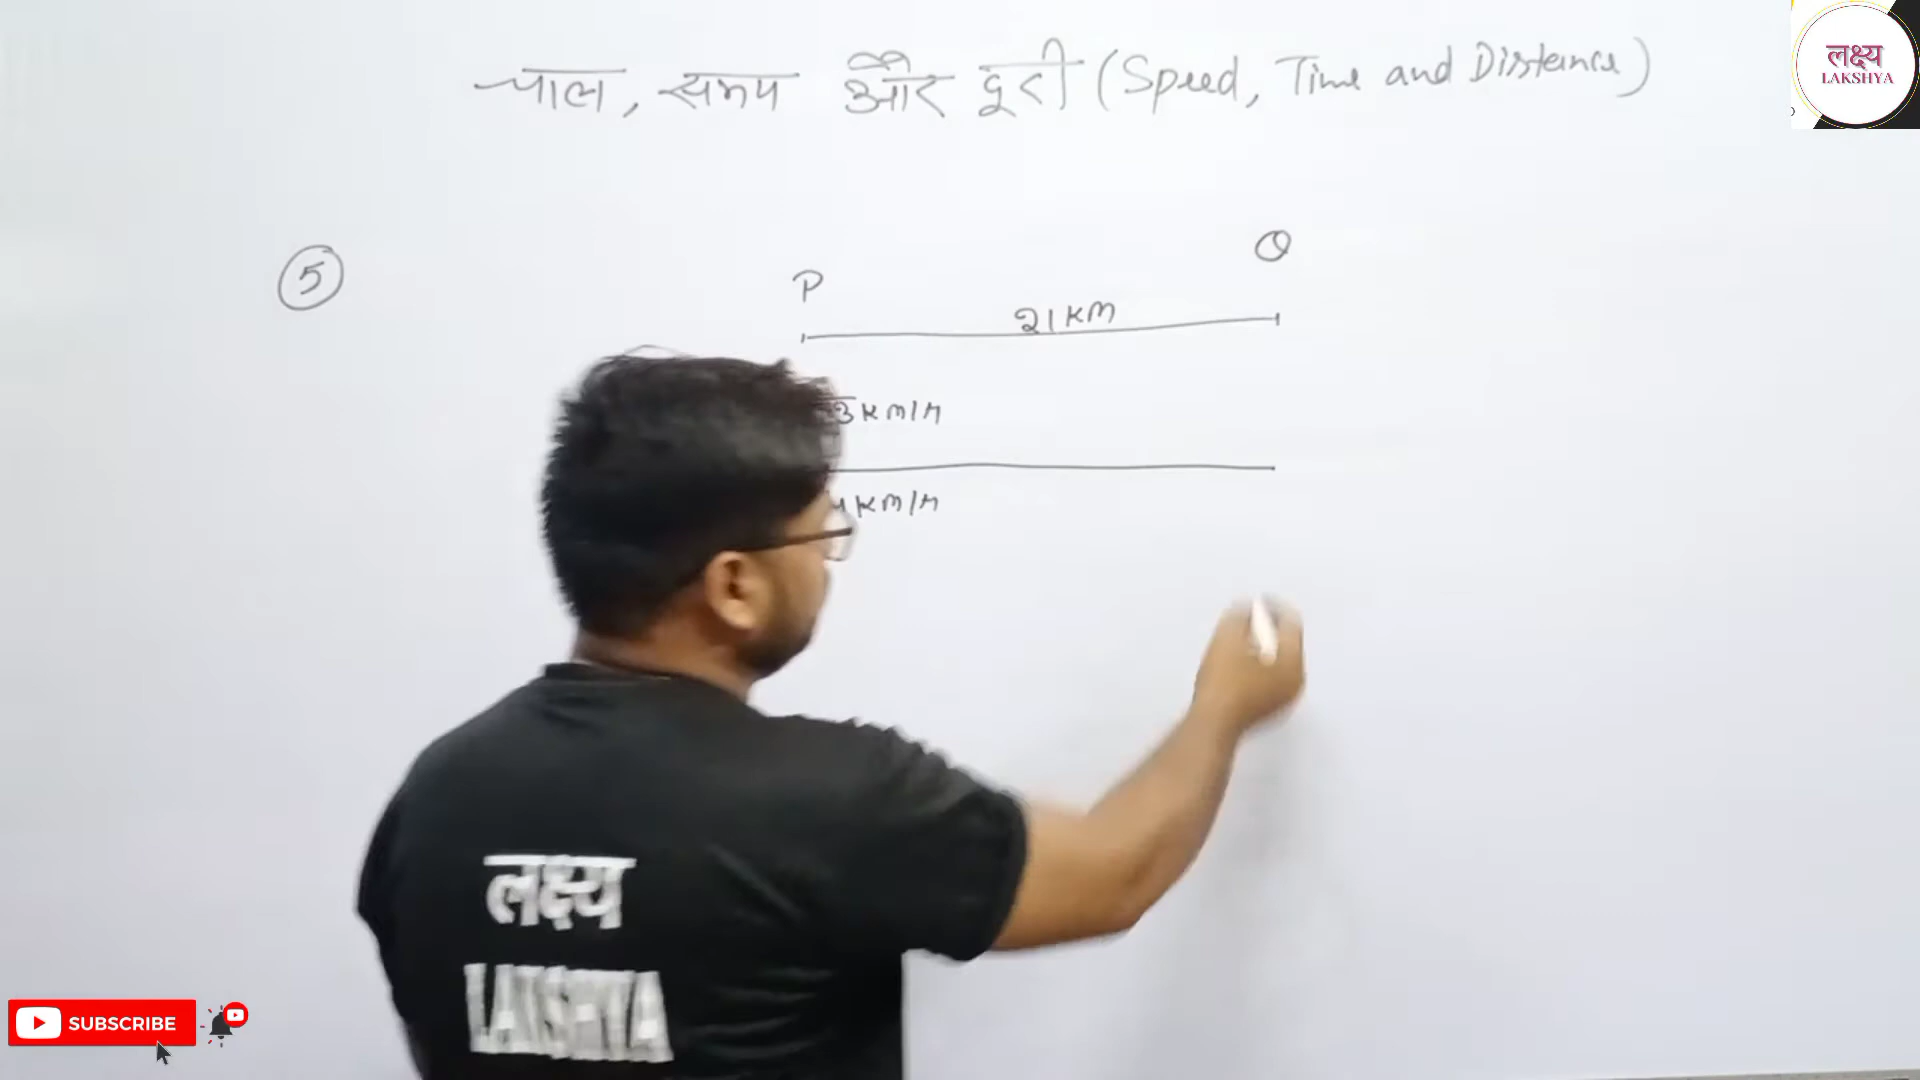 चाल, समय और दूरी (Speed, Time and Distance)
लक्ष्य
LAKSHYA
5
P
Q
21 KM
3 KM/H
4 KM/H
लक्ष्य
LAKSHYA
SUBSCRIBE